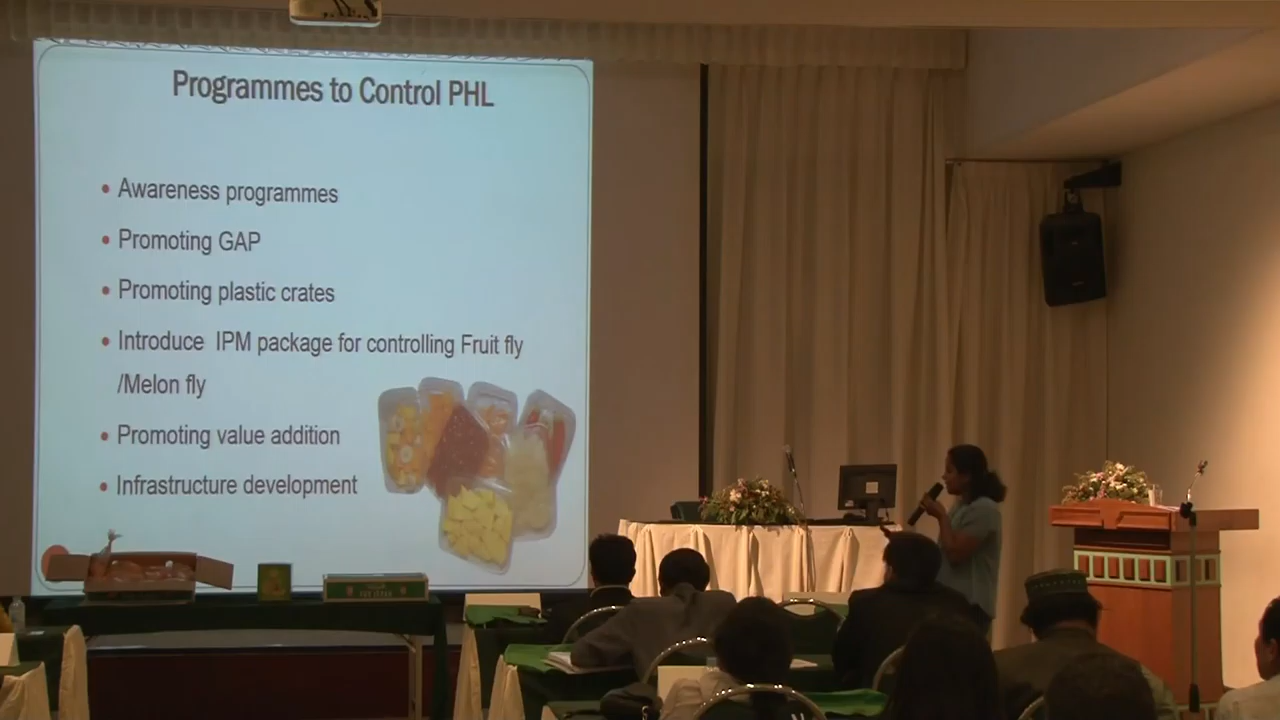 Programmes to Control PHL
• Awareness programmes
• Promoting GAP
• Promoting plastic crates
• Introduce  IPM package for controlling Fruit fly
/Melon fly
• Promoting value addition
• Infrastructure development